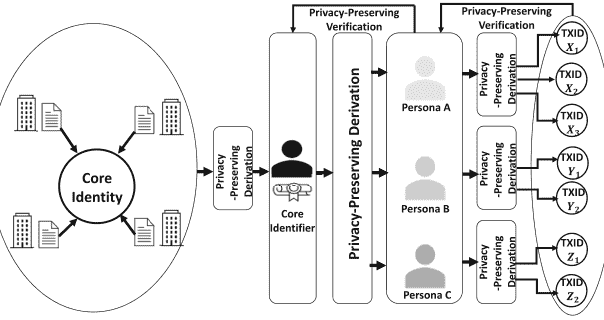 Privacy-Preserving
Verification
Privacy-Preserving
Verification
Core
Identity
Privacy
-Preserving
Derivation
Core
Identifier
Privacy-Preserving Derivation
Persona A
Persona B
Persona C
Privacy
-Preserving
Derivation
Privacy
-Preserving
Derivation
Privacy
-Preserving
Derivation
TXID
X₁
TXID
X₂
TXID
X₃
TXID
Y₁
TXID
Y₂
TXID
Z₁
TXID
Z₂